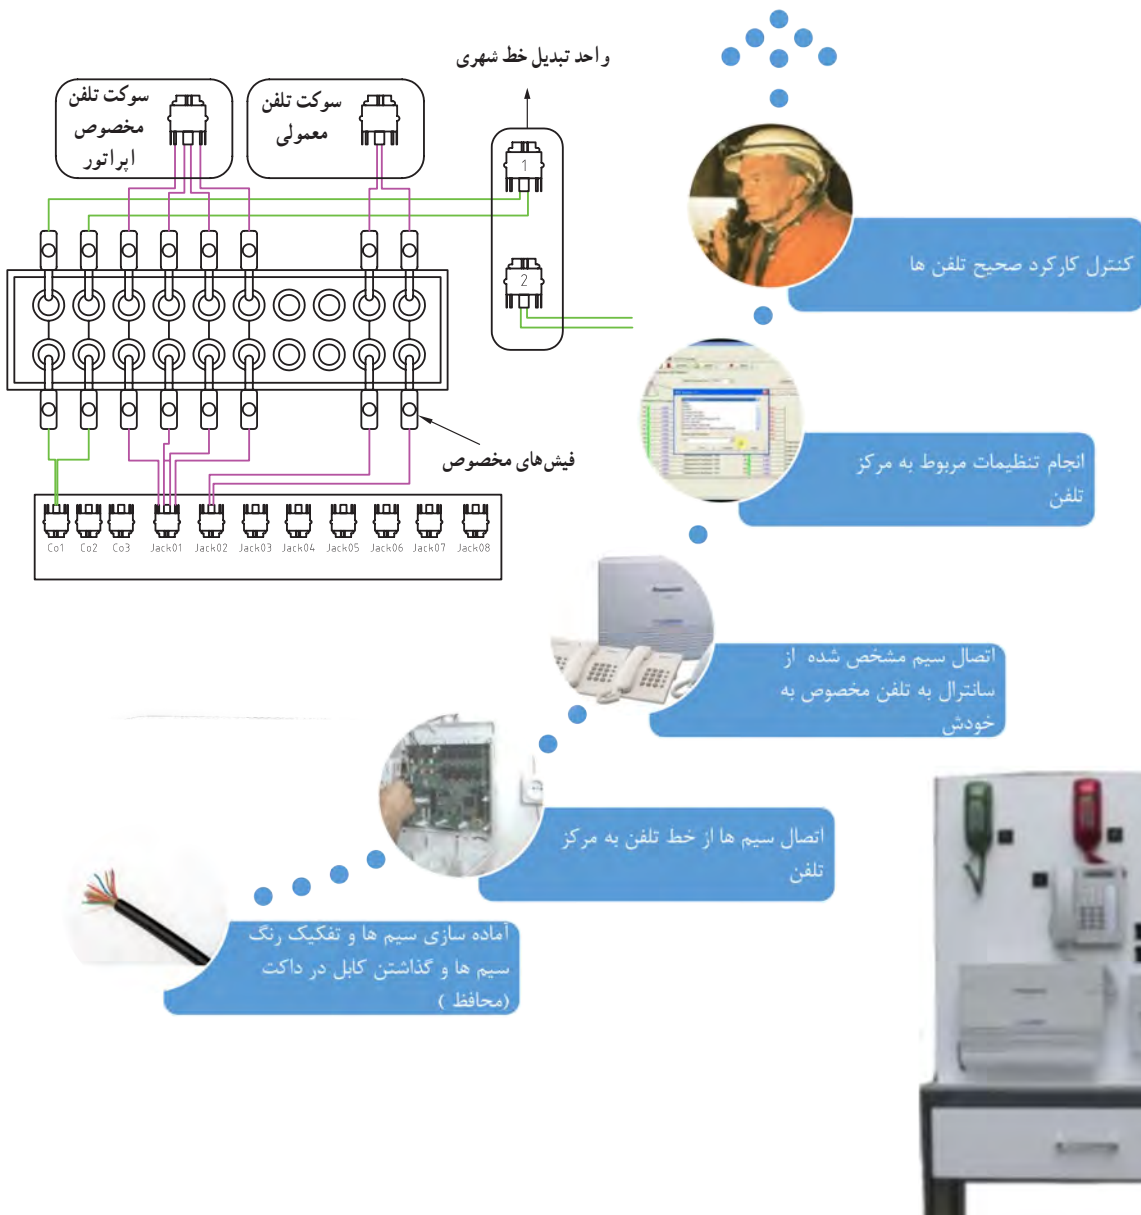 واحد تبدیل خط شهری
سوکت تلفن
مخصوص
اپراتور
سوکت تلفن
معمولی
1
2
فیش‌های مخصوص
Co1 Co2 Co3 Jack01 Jack02 Jack03 Jack04 Jack05 Jack06 Jack07 Jack08
کنترل کارکرد صحیح تلفن ها
انجام تنظیمات مربوط به مرکز
تلفن
اتصال سیم مشخص شده از
سانترال به تلفن مخصوص به
خودش
اتصال سیم ها از خط تلفن به مرکز
تلفن
آماده سازی سیم ها و تفکیک رنگ
سیم ها و گذاشتن کابل در داکت
(محافظ )